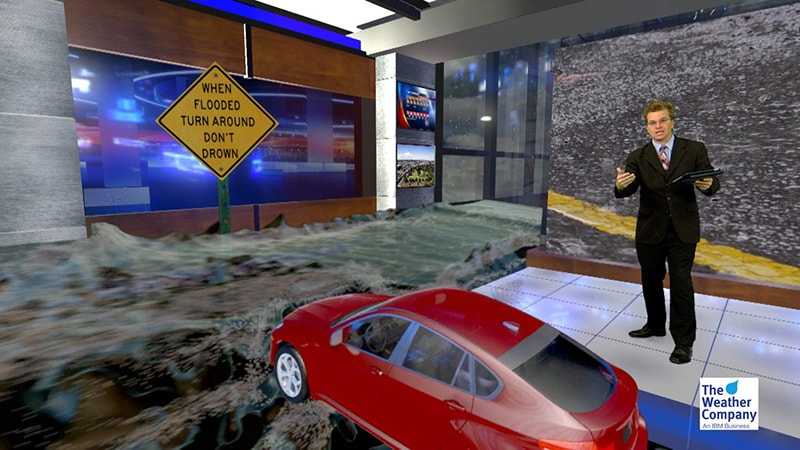 WHEN
FLOODED
TURN AROUND
DON'T
DROWN
The
Weather
Company
An IBM Business